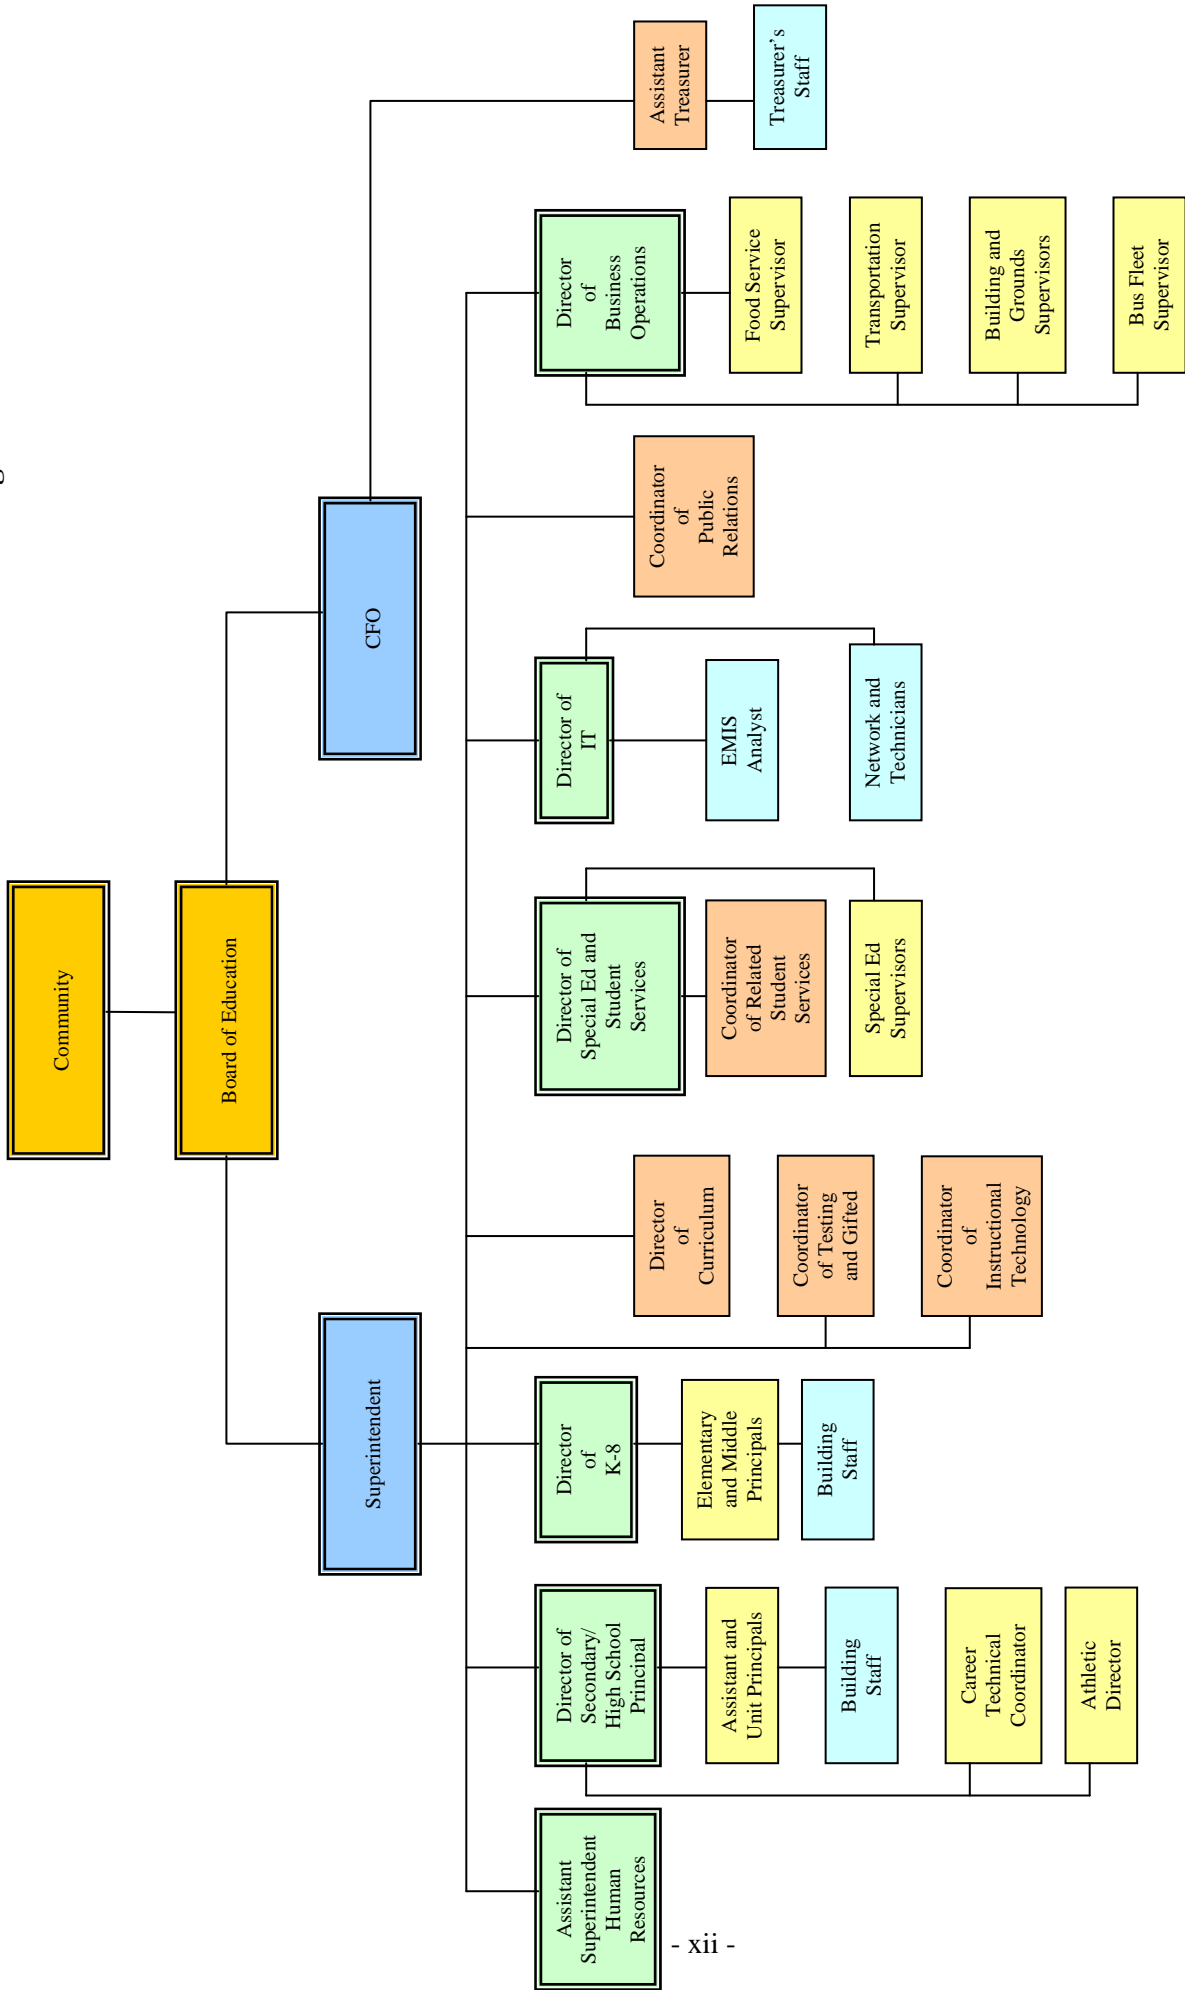 Community
Board of Education
Superintendent
CFO
Assistant
Superintendent
Human
Resources
Director of
Secondary/
High School
Principal
Assistant and
Unit Principals
Building
Staff
Career
Technical
Coordinator
Athletic
Director
Director
of
K-8
Elementary
and Middle
Principals
Building
Staff
Director
of
Curriculum
Coordinator
of Testing
and Gifted
Coordinator
of
Instructional
Technology
Director of
Special Ed and
Student
Services
Coordinator
of Related
Student
Services
Special Ed
Supervisors
Director of
IT
EMIS
Analyst
Network and
Technicians
Coordinator
of
Public
Relations
Director
of
Business
Operations
Food Service
Supervisor
Transportation
Supervisor
Building and
Grounds
Supervisors
Bus Fleet
Supervisor
Assistant
Treasurer
Treasurer's
Staff
- xii -